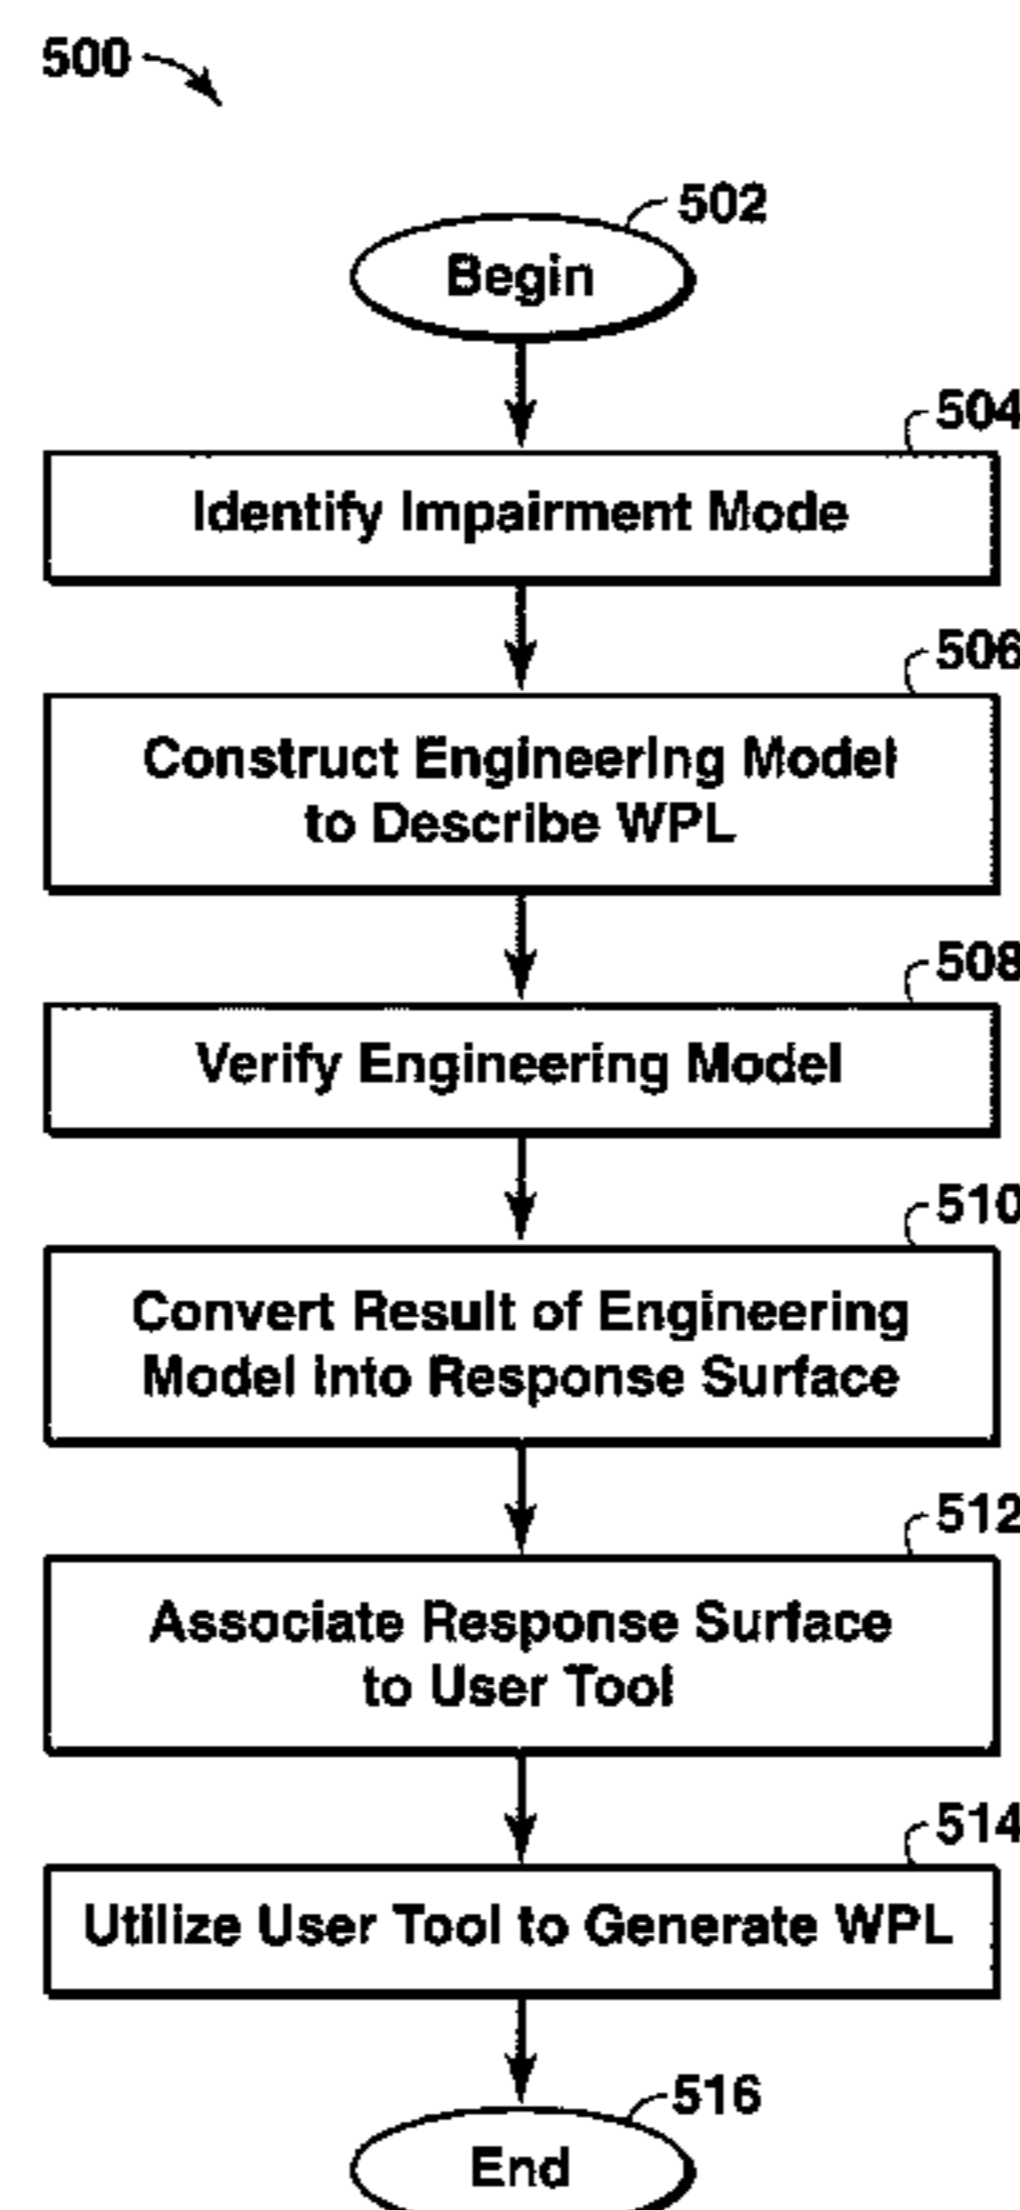 500
502
Begin
504
Identify Impairment Mode
506
Construct Engineering Model
to Describe WPL
508
Verify Engineering Model
510
Convert Result of Engineering
Model into Response Surface
512
Associate Response Surface
to User Tool
514
Utilize User Tool to Generate WPL
516
End